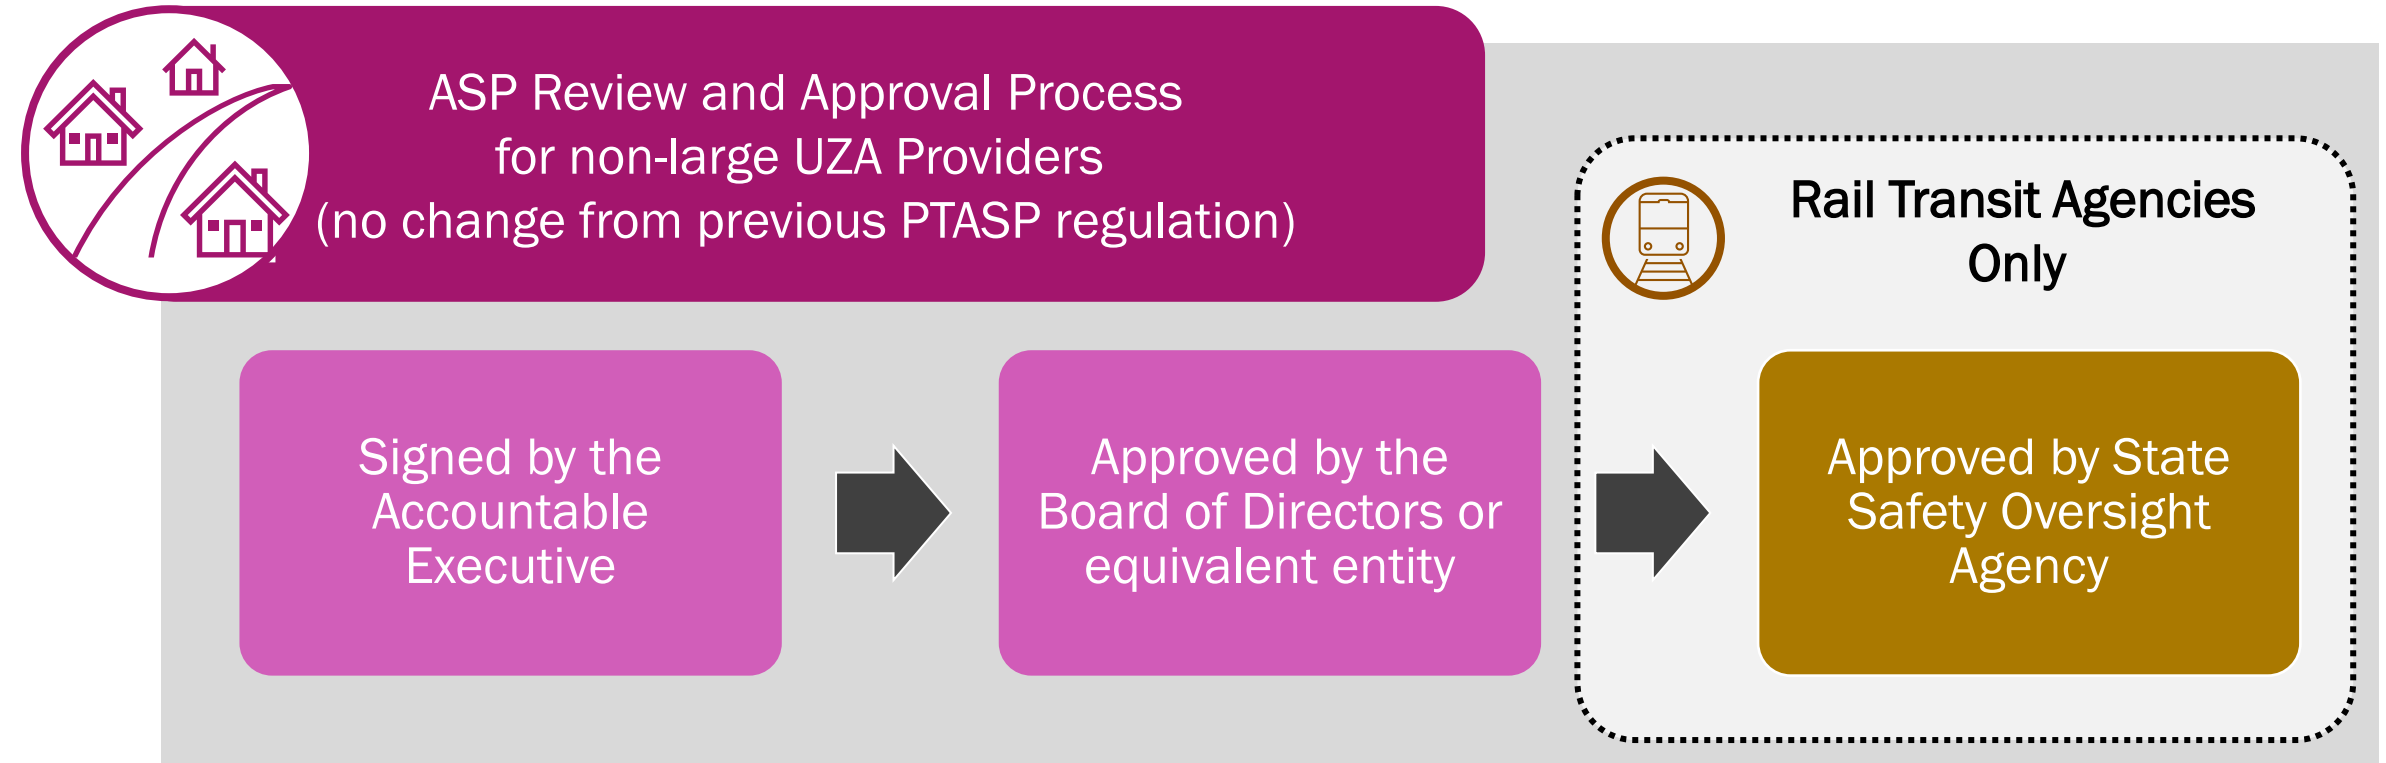 ASP Review and Approval Process
for non-large UZA Providers
(no change from previous PTASP regulation)
Rail Transit Agencies
Only
Signed by the
Accountable
Executive
Approved by the
Board of Directors or
equivalent entity
Approved by State
Safety Oversight
Agency